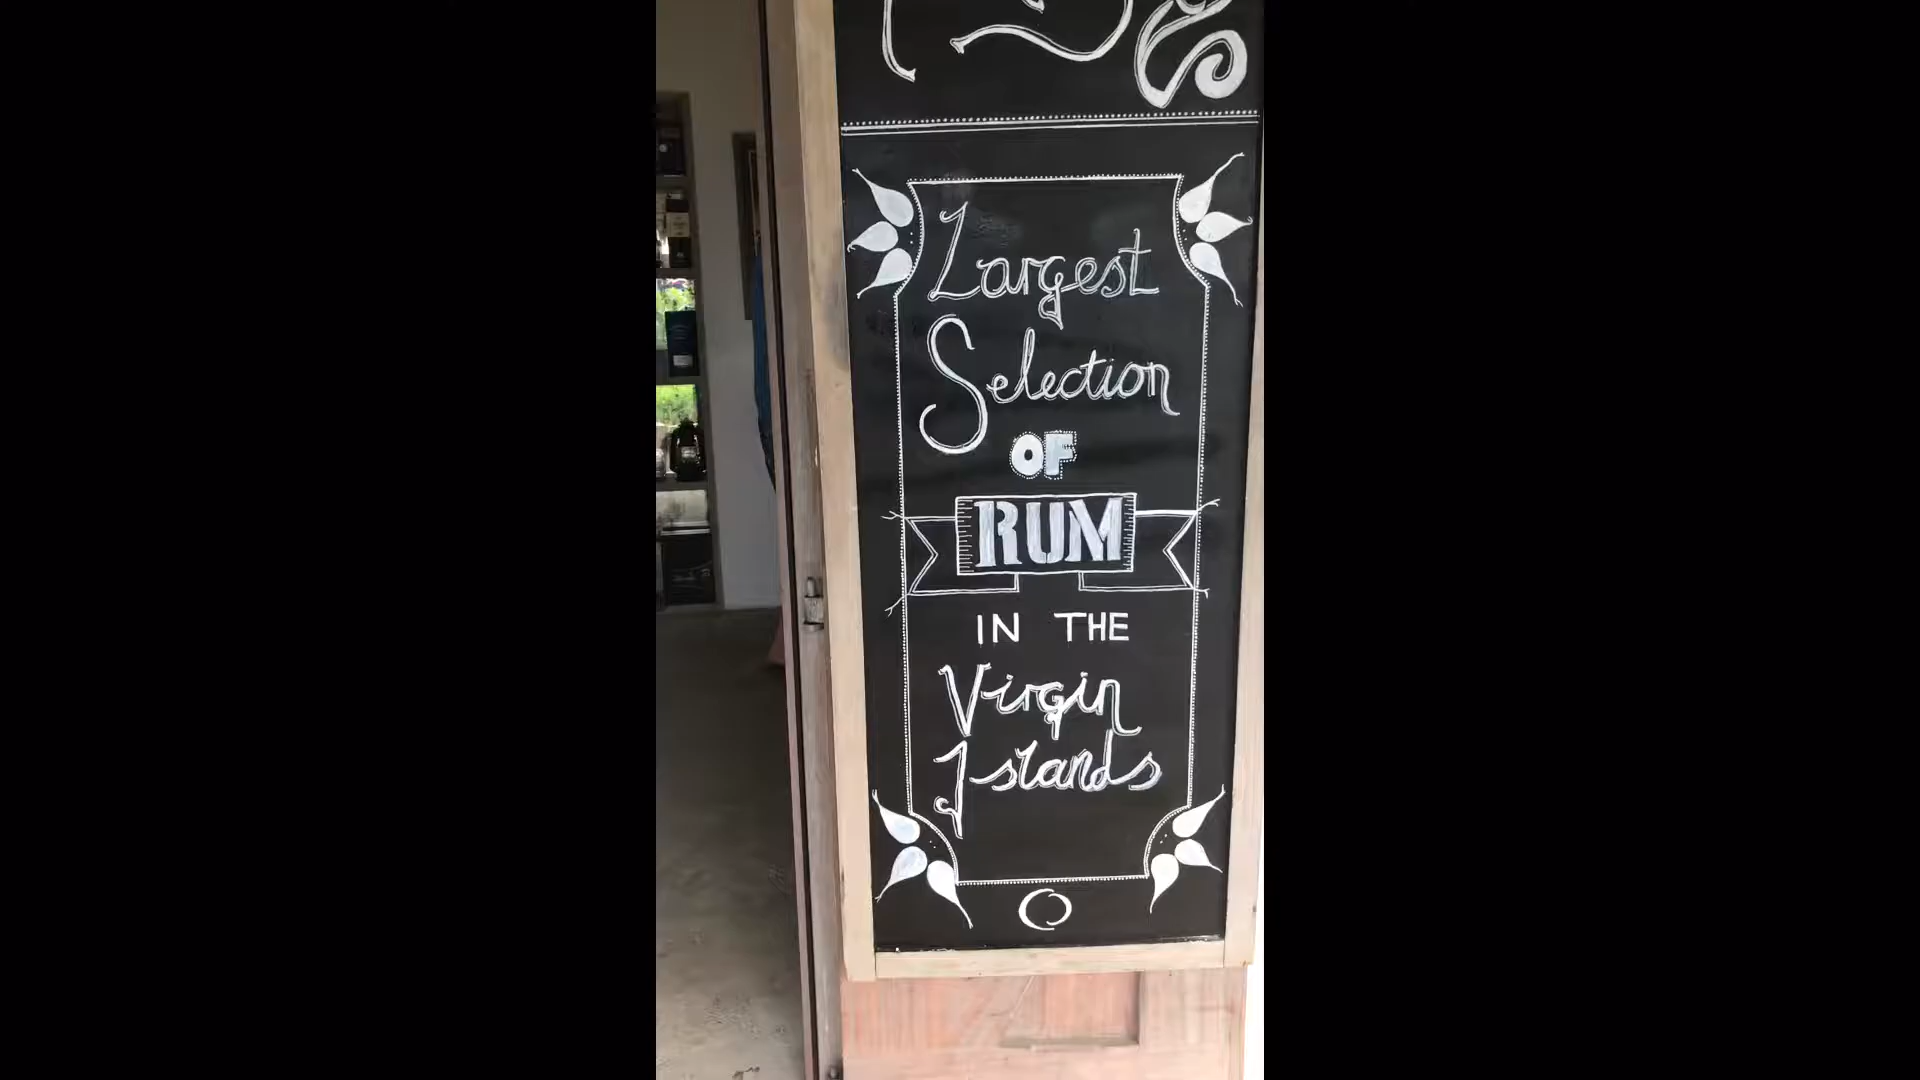 Largest
Selection
OF
RUM
IN THE
Virgin
Islands